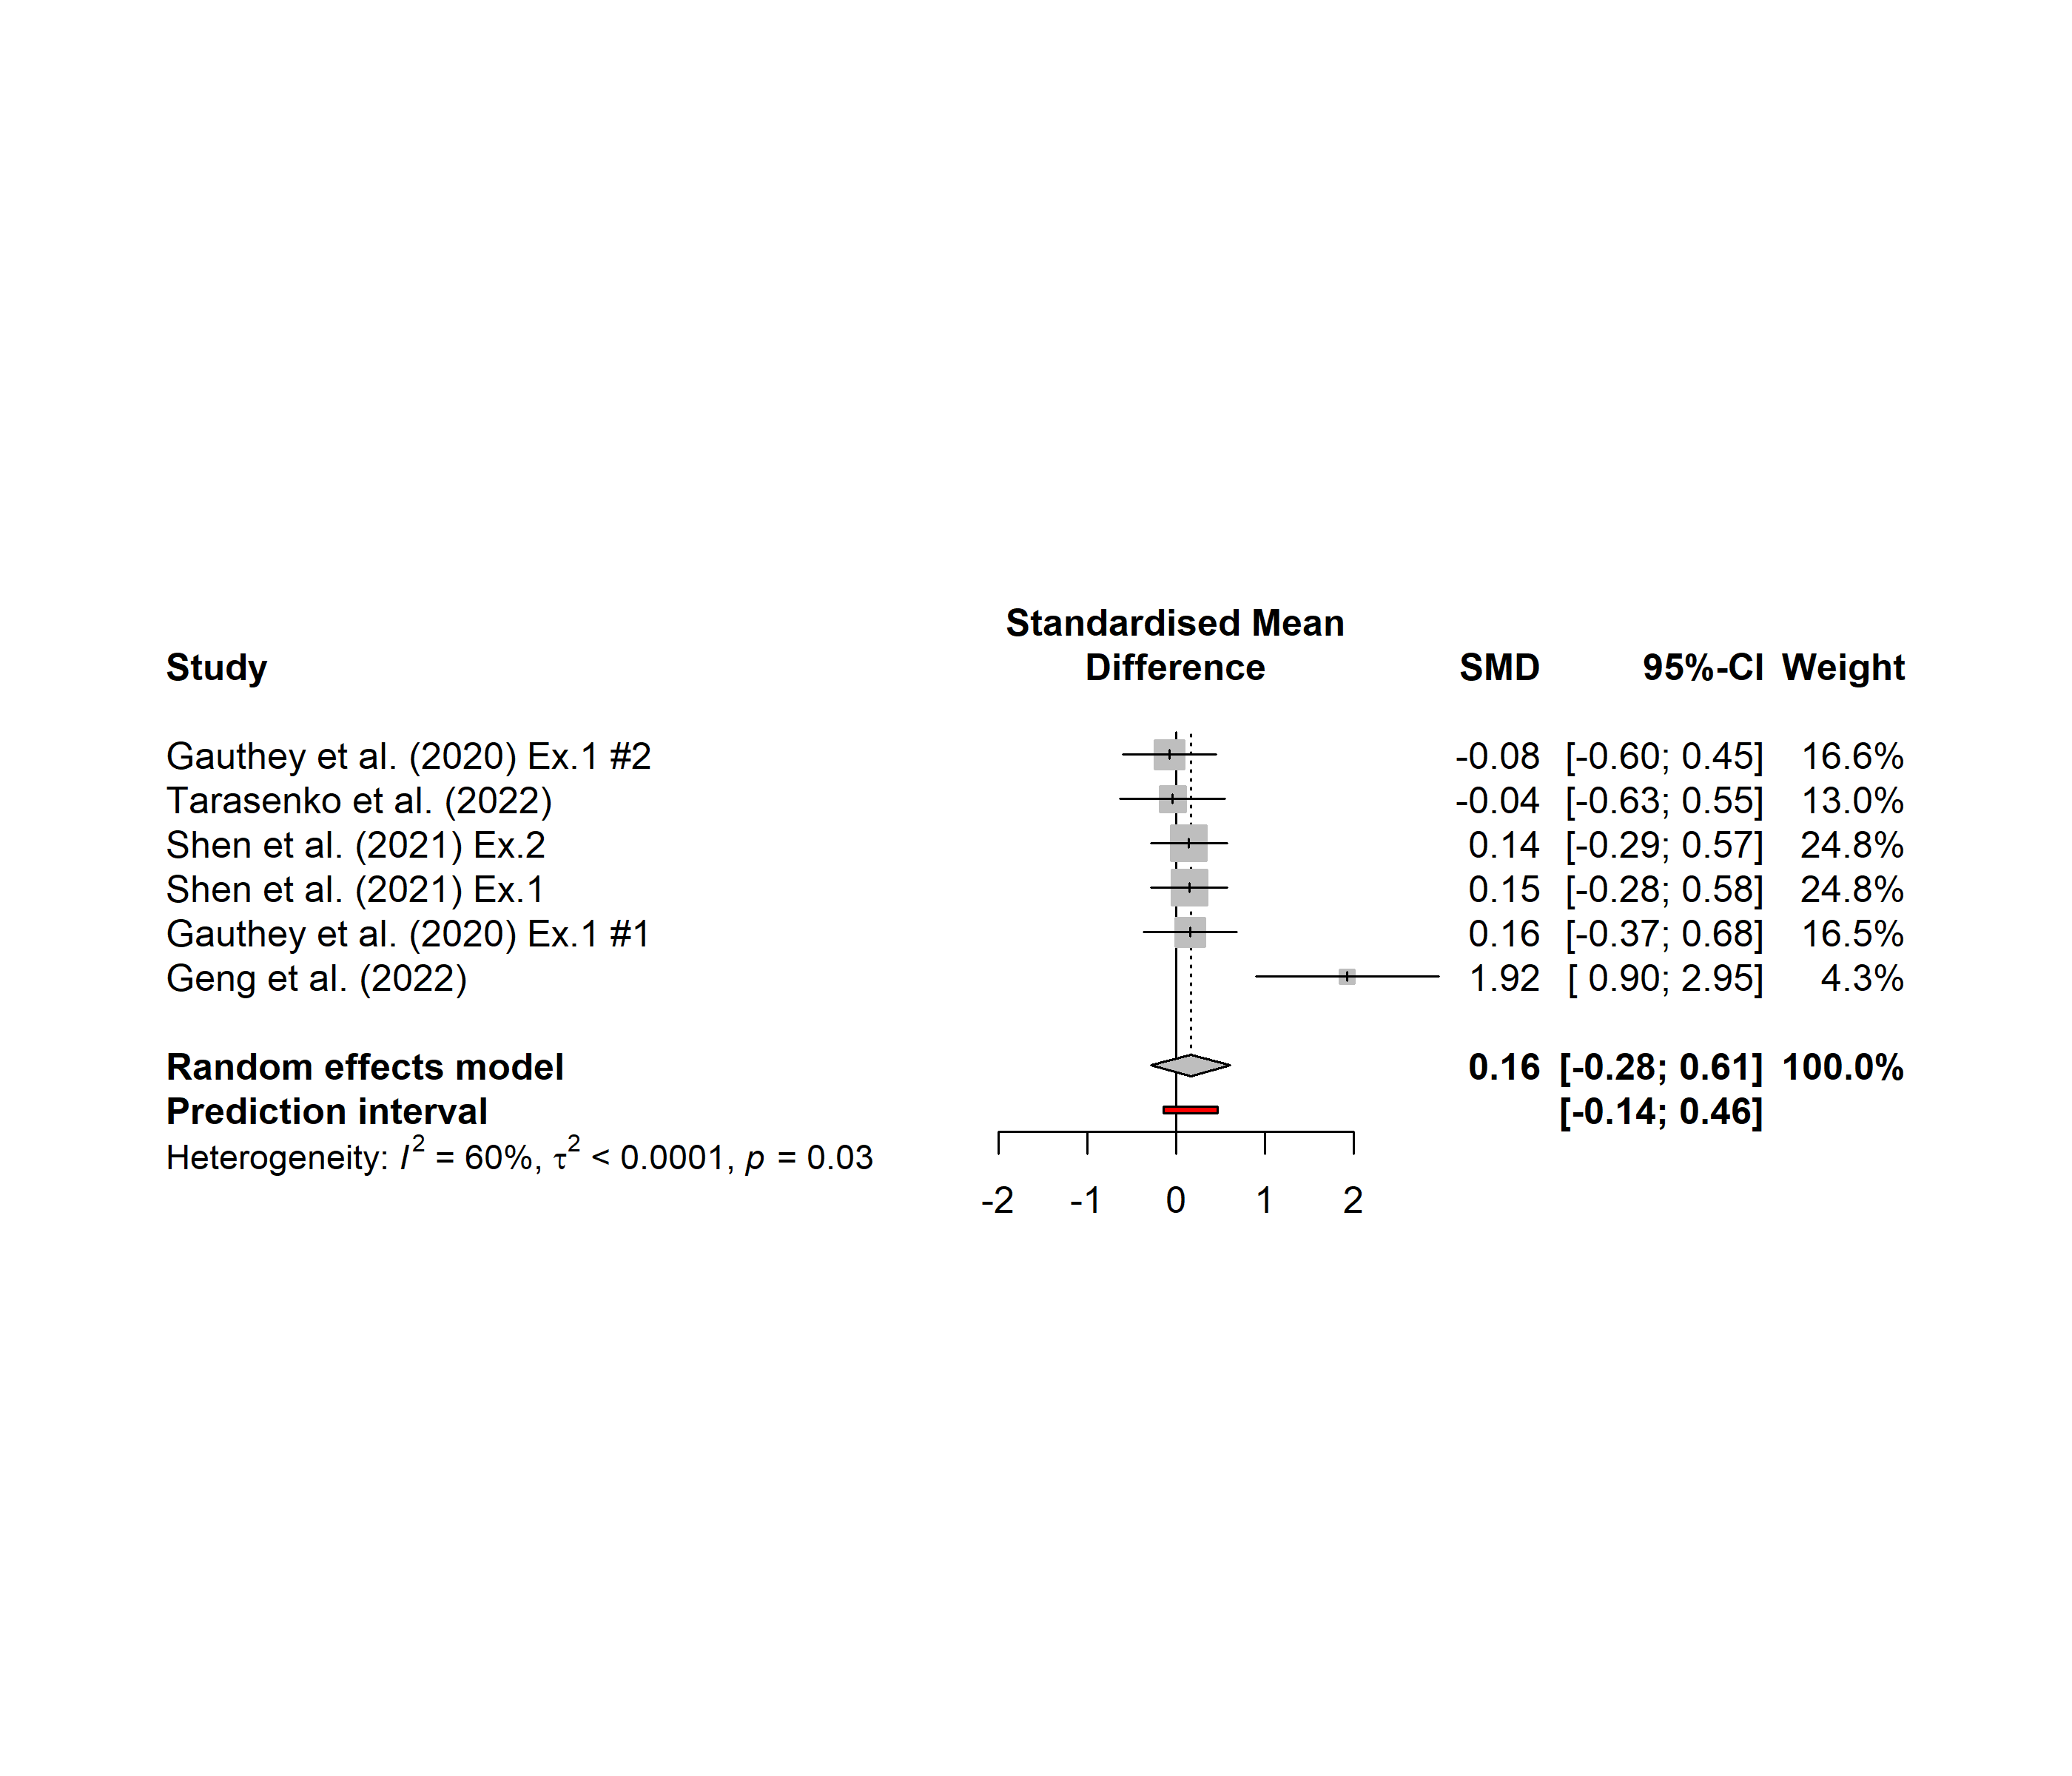 Standardised Mean
Study Difference SMD 95%-CI Weight
Gauthey et al. (2020) Ex.1 #2 -0.08 [-0.60; 0.45] 16.6%
Tarasenko et al. (2022) -0.04 [-0.63; 0.55] 13.0%
Shen et al. (2021) Ex.2 0.14 [-0.29; 0.57] 24.8%
Shen et al. (2021) Ex.1 0.15 [-0.28; 0.58] 24.8%
Gauthey et al. (2020) Ex.1 #1 0.16 [-0.37; 0.68] 16.5%
Geng et al. (2022) 1.92 [ 0.90; 2.95] 4.3%
Random effects model 0.16 [-0.28; 0.61] 100.0%
Prediction interval [-0.14; 0.46]
Heterogeneity: I² = 60%, τ² < 0.0001, p = 0.03
-2 -1 0 1 2